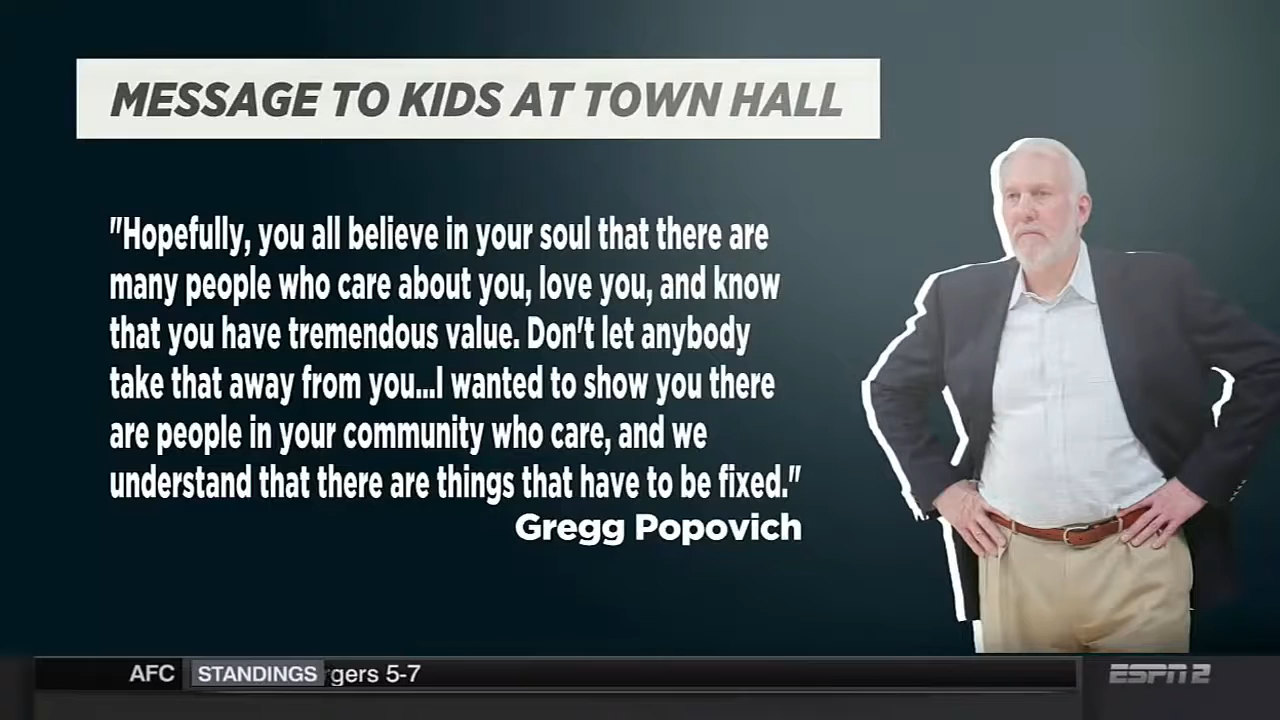 MESSAGE TO KIDS AT TOWN HALL
"Hopefully, you all believe in your soul that there are
many people who care about you, love you, and know
that you have tremendous value. Don't let anybody
take that away from you...I wanted to show you there
are people in your community who care, and we
understand that there are things that have to be fixed."
Gregg Popovich
AFC STANDINGS gers 5-7
ESPN2